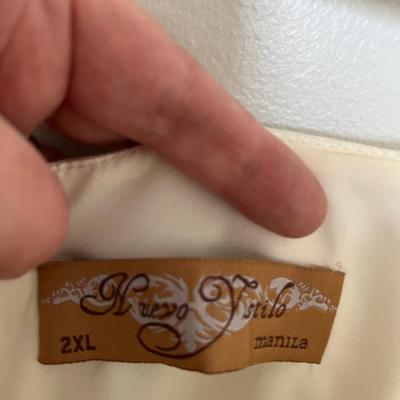 Nuevo Estilo
2XL manila